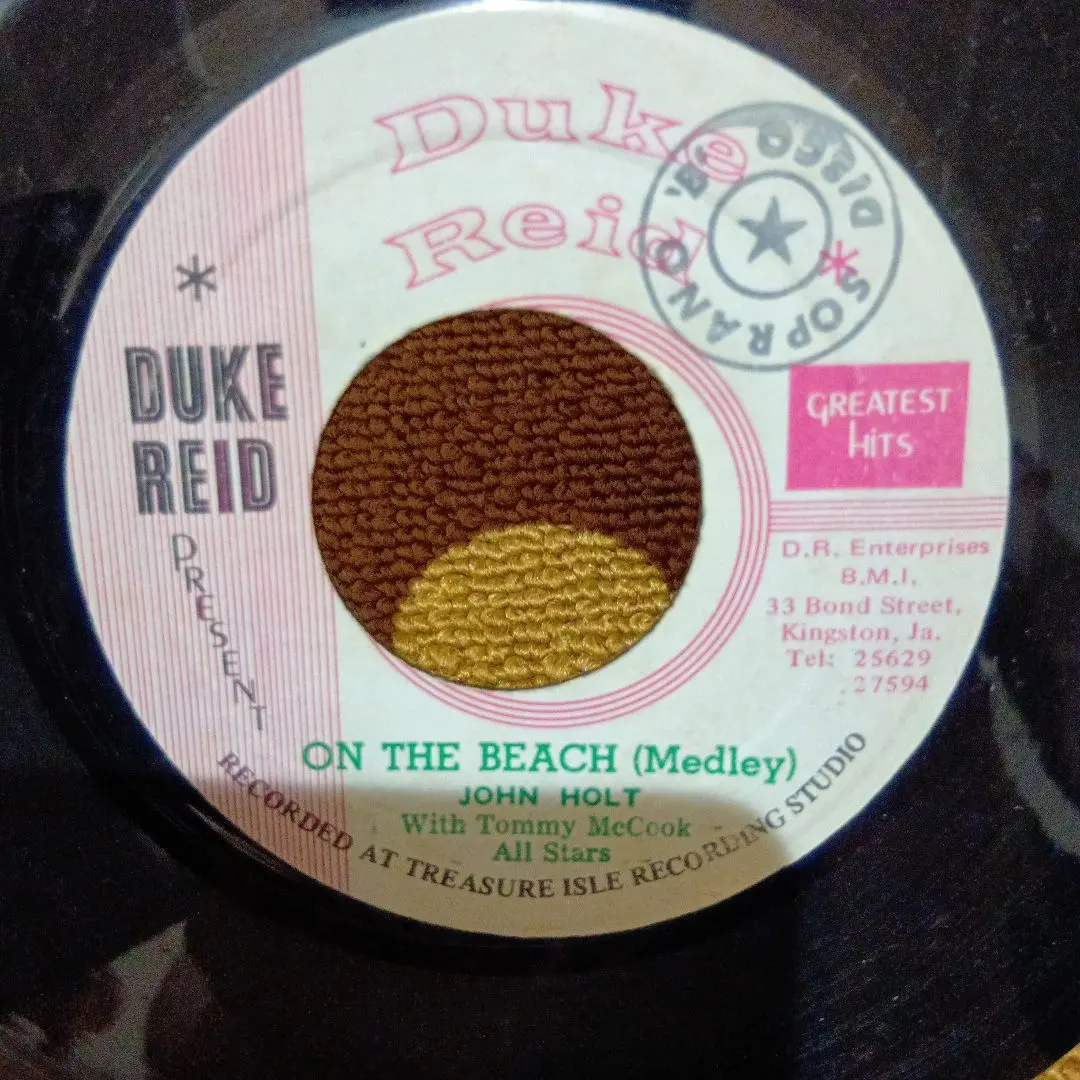 Duke
Reid
SOPRANO 'B' DISCO
*
*
DUKE
REID
PRESENT
GREATEST
HITS
D.R. Enterprises
B.M.I.
33 Bond Street,
Kingston, Ja.
Tel: 25629
27594
ON THE BEACH (Medley)
JOHN HOLT
With Tommy McCook
All Stars
RECORDED AT TREASURE ISLE RECORDING STUDIO